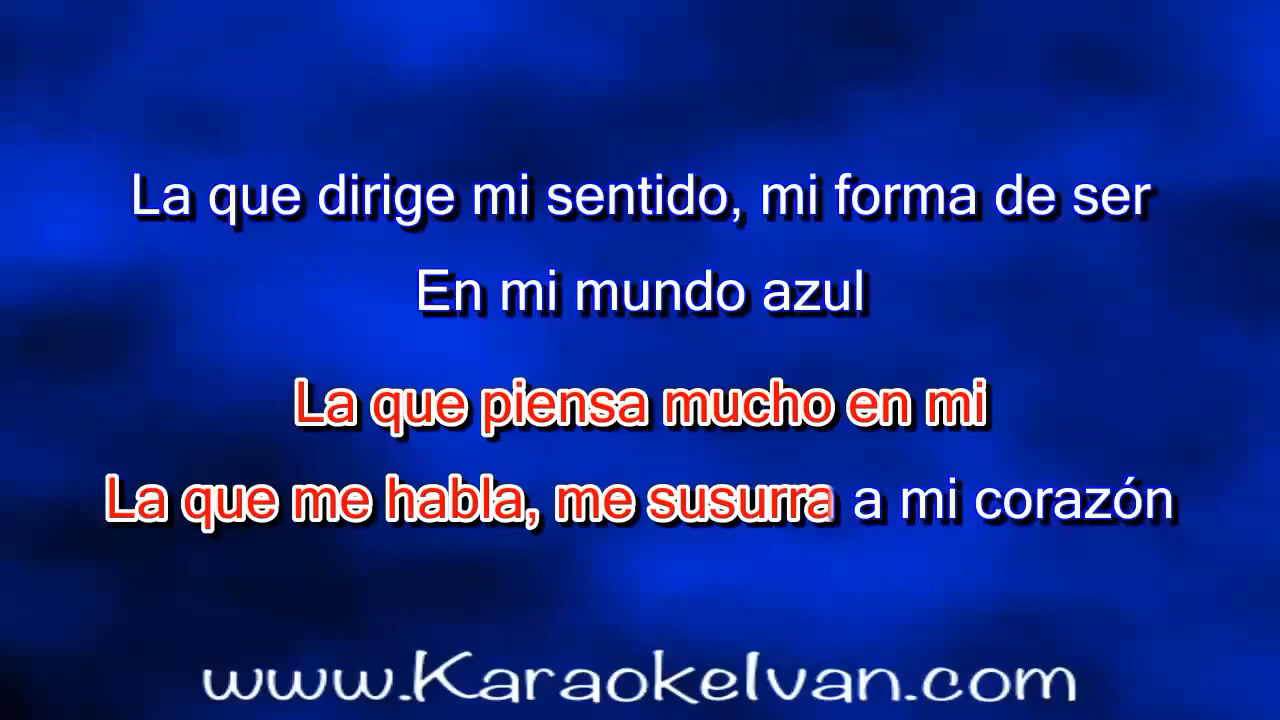 La que dirige mi sentido, mi forma de ser
En mi mundo azul
La que piensa mucho en mi
La que me habla, me susurra a mi corazón
www.KaraokeIvan.com